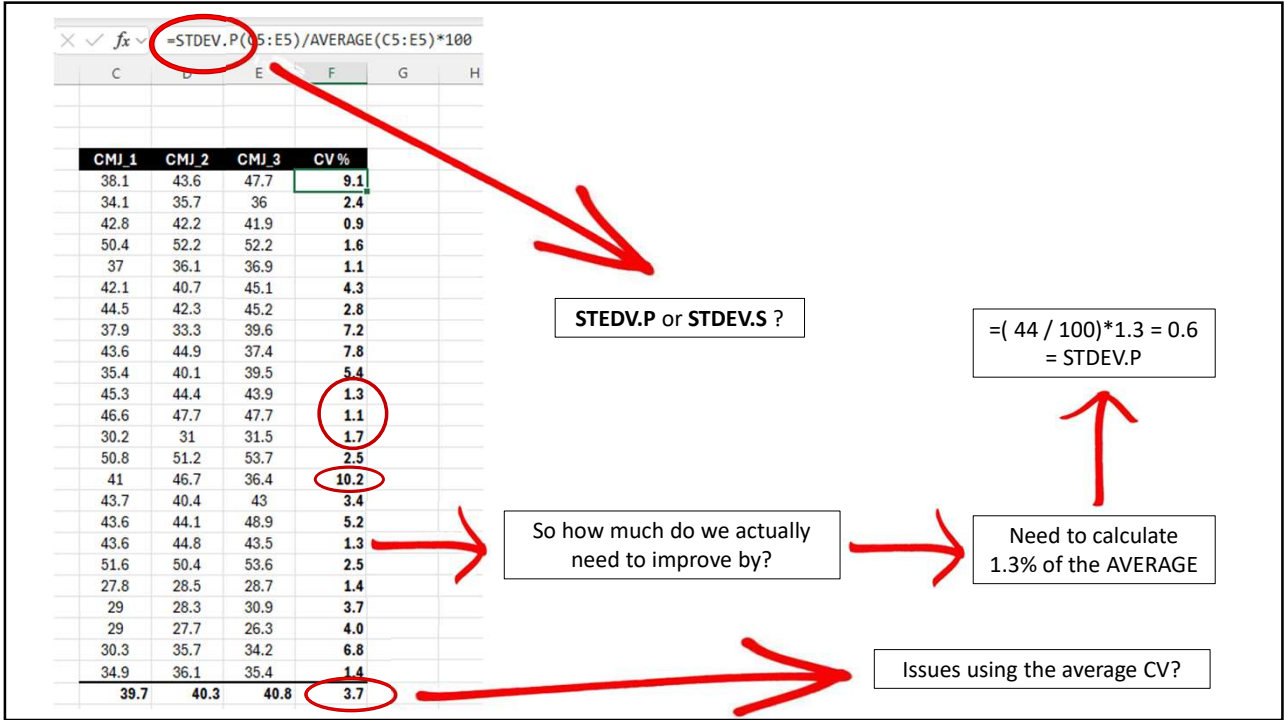 =STDEV.P(C5:E5)/AVERAGE(C5:E5)*100
C D E F G H
CMJ_1 CMJ_2 CMJ_3 CV %
38.1 43.6 47.7 9.1
34.1 35.7 36 2.4
42.8 42.2 41.9 0.9
50.4 52.2 52.2 1.6
37 36.1 36.9 1.1
42.1 40.7 45.1 4.3
44.5 42.3 45.2 2.8
37.9 33.3 39.6 7.2
43.6 44.9 37.4 7.8
35.4 40.1 39.5 5.4
45.3 44.4 43.9 1.3
46.6 47.7 47.7 1.1
30.2 31 31.5 1.7
50.8 51.2 53.7 2.5
41 46.7 36.4 10.2
43.7 40.4 43 3.4
43.6 44.1 48.9 5.2
43.6 44.8 43.5 1.3
51.6 50.4 53.6 2.5
27.8 28.5 28.7 1.4
29 28.3 30.9 3.7
29 27.7 26.3 4.0
30.3 35.7 34.2 6.8
34.9 36.1 35.4 1.4
39.7 40.3 40.8 3.7
STEDV.P or STDEV.S ?
=( 44 / 100)*1.3 = 0.6
= STDEV.P
So how much do we actually
need to improve by?
Need to calculate
1.3% of the AVERAGE
Issues using the average CV?